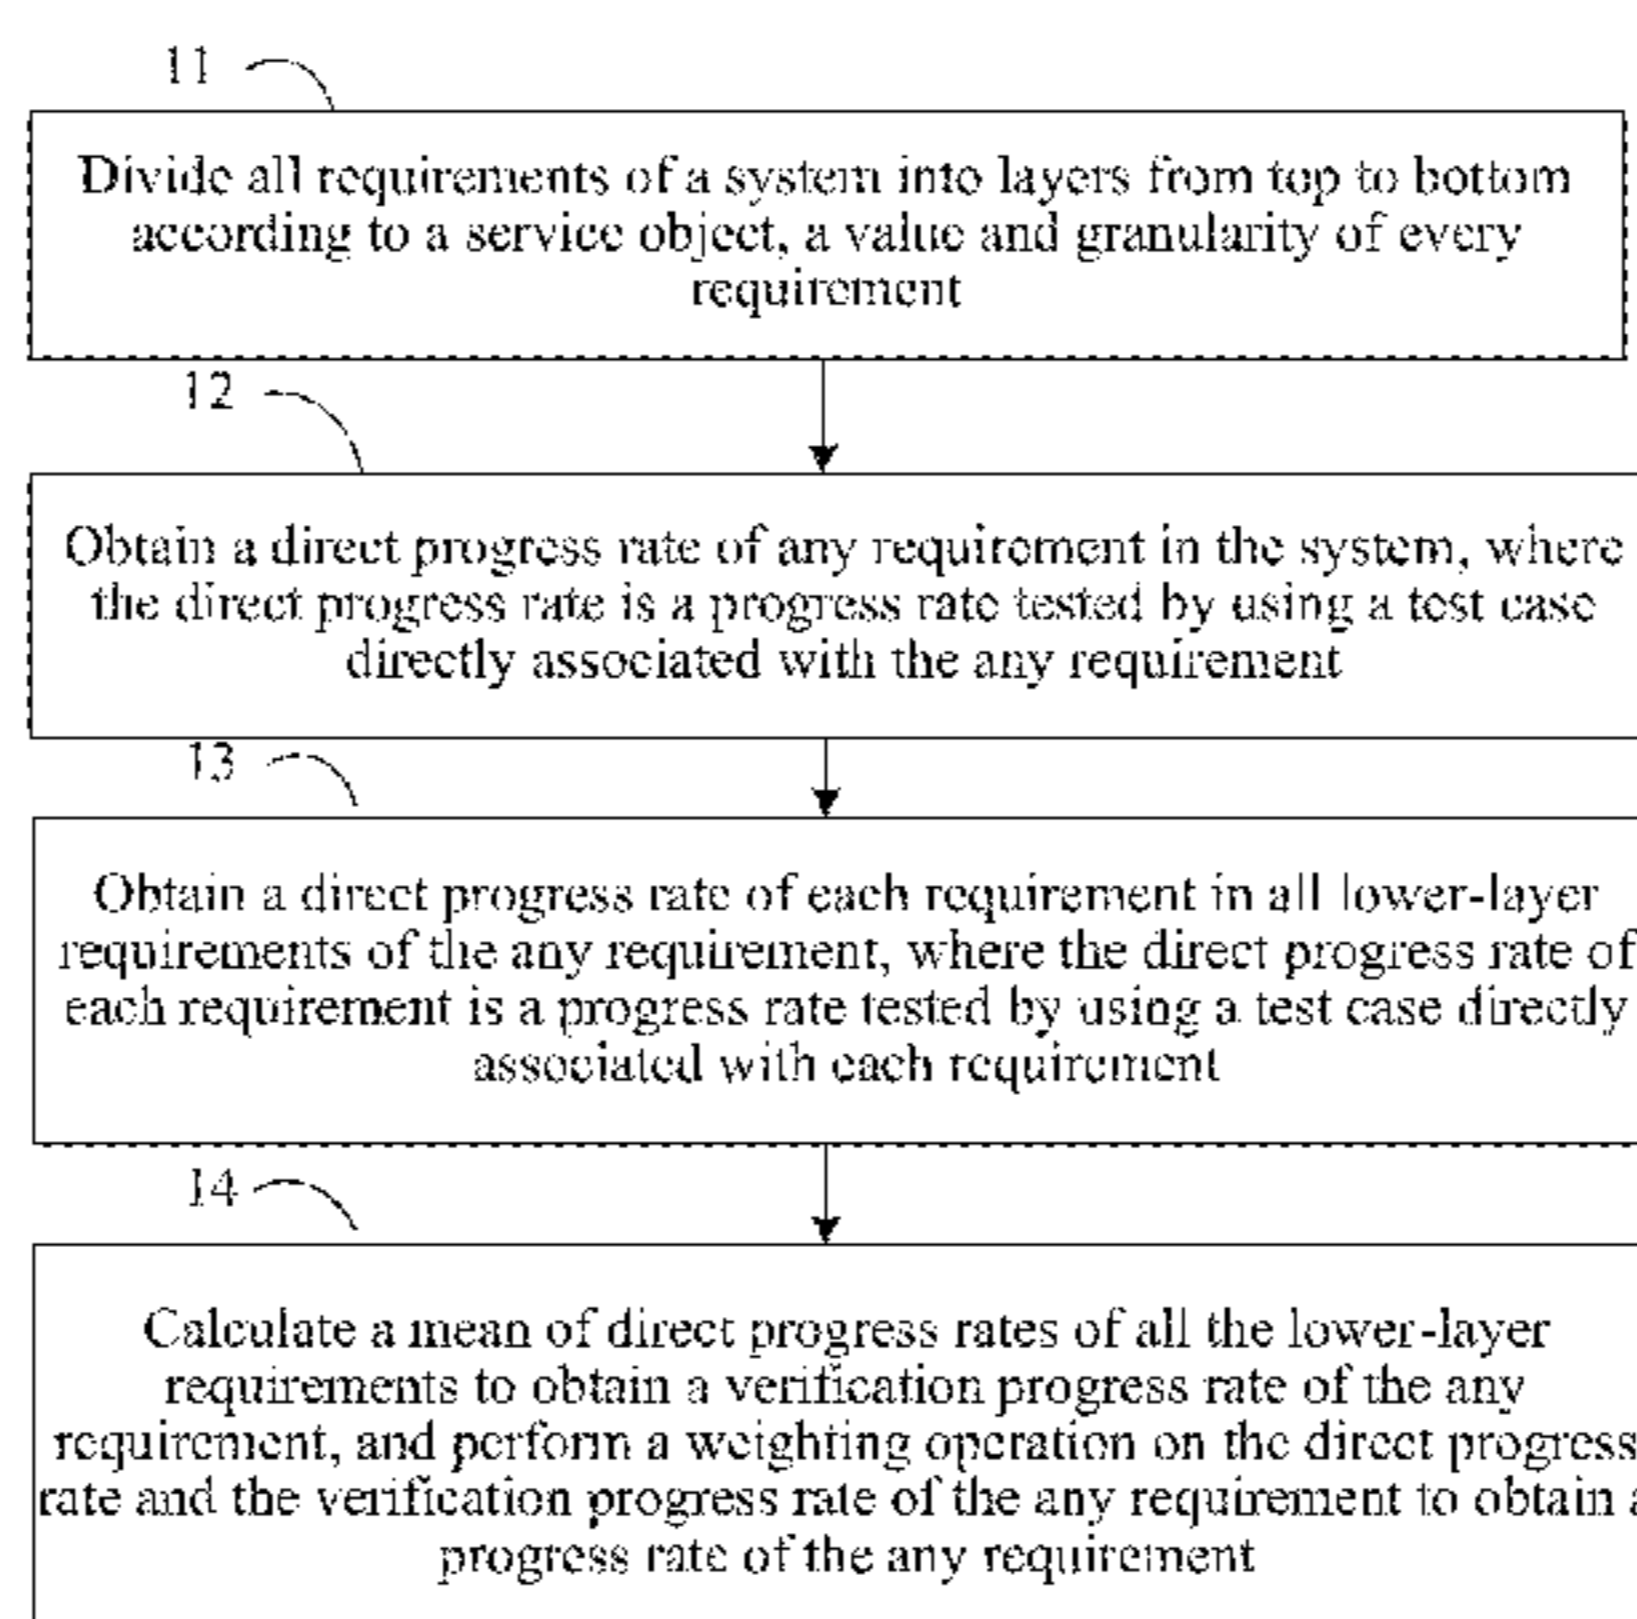 11
Divide all requirements of a system into layers from top to bottom
according to a service object, a value and granularity of every
requirement
12
Obtain a direct progress rate of any requirement in the system, where
the direct progress rate is a progress rate tested by using a test case
directly associated with the any requirement
13
Obtain a direct progress rate of each requirement in all lower-layer
requirements of the any requirement, where the direct progress rate of
each requirement is a progress rate tested by using a test case directly
associated with each requirement
14
Calculate a mean of direct progress rates of all the lower-layer
requirements to obtain a verification progress rate of the any
requirement, and perform a weighting operation on the direct progress
rate and the verification progress rate of the any requirement to obtain a
progress rate of the any requirement